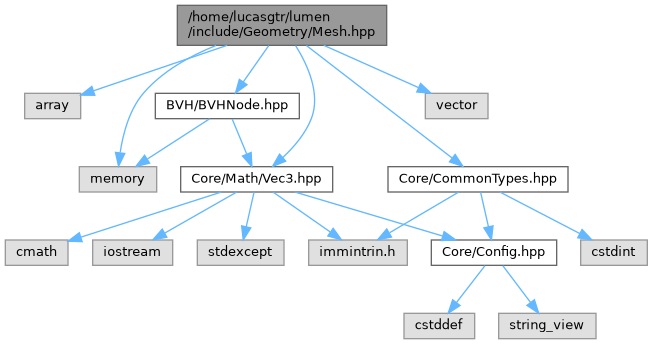 /home/lucasgtr/lumen
/include/Geometry/Mesh.hpp
array
BVH/BVHNode.hpp
vector
memory
Core/Math/Vec3.hpp
Core/CommonTypes.hpp
cmath
iostream
stdexcept
immintrin.h
Core/Config.hpp
cstdint
cstddef
string_view